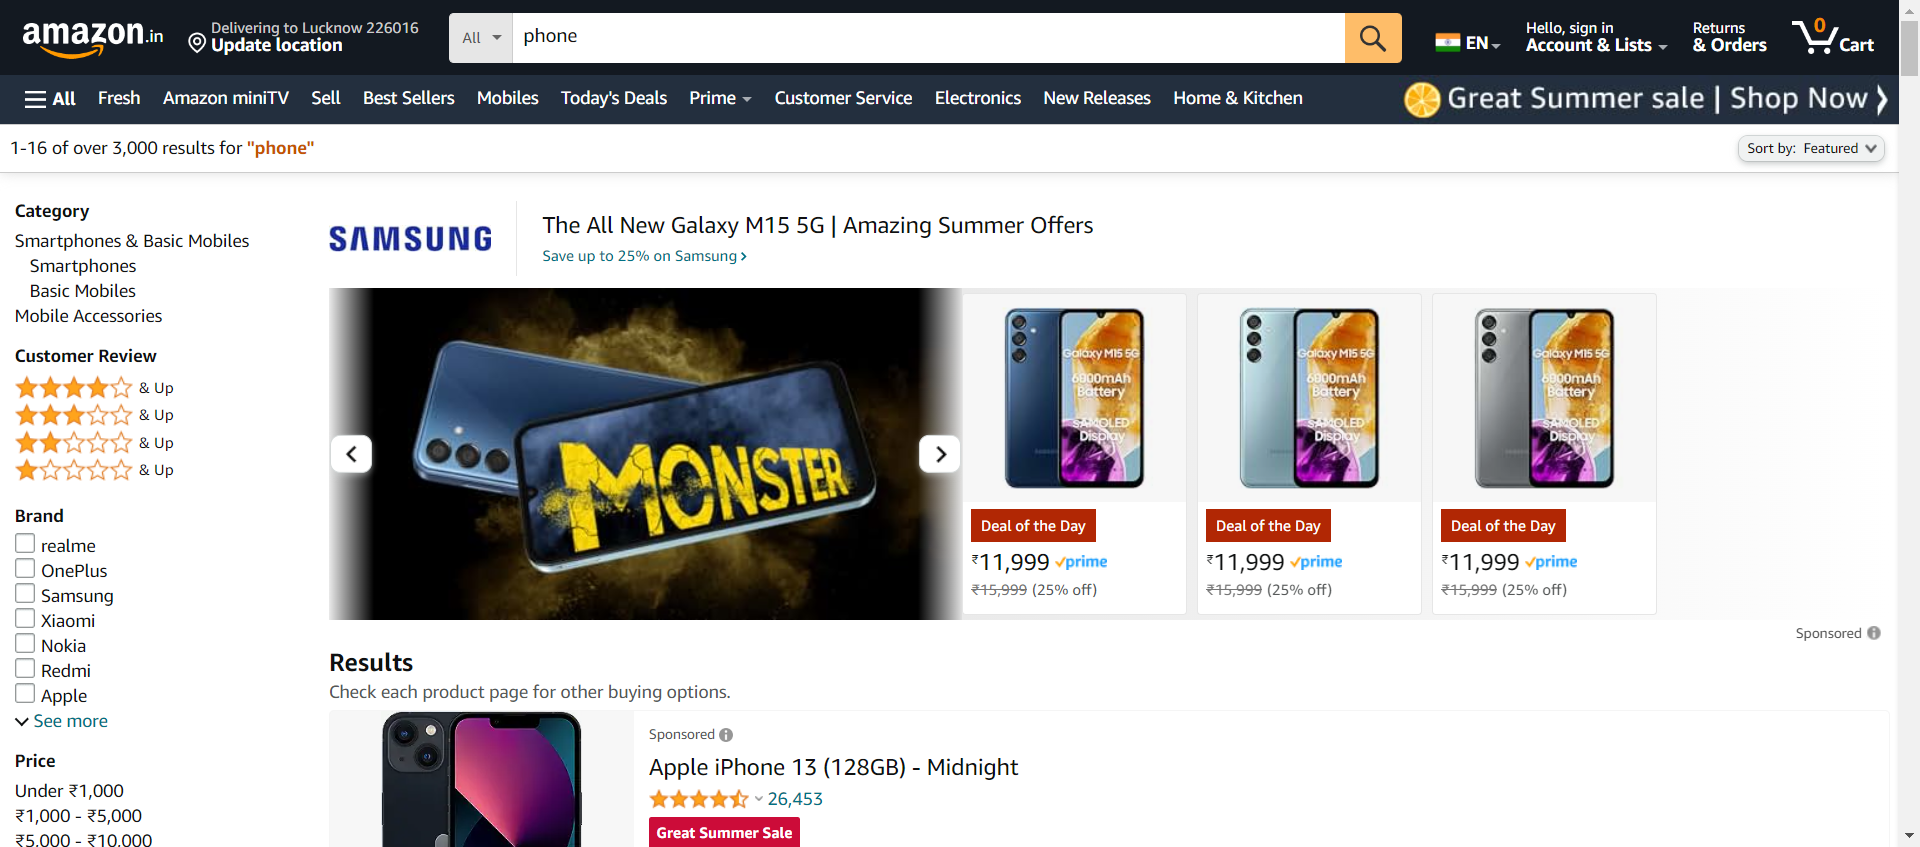 amazon.in
Delivering to Lucknow 226016
Update location
All
phone
EN
Hello, sign in
Account & Lists
Returns
& Orders
0
Cart
All
Fresh
Amazon miniTV
Sell
Best Sellers
Mobiles
Today's Deals
Prime
Customer Service
Electronics
New Releases
Home & Kitchen
Great Summer sale | Shop Now
1-16 of over 3,000 results for "phone"
Sort by: Featured
Category
Smartphones & Basic Mobiles
Smartphones
Basic Mobiles
Mobile Accessories
Customer Review
& Up
& Up
& Up
& Up
Brand
realme
OnePlus
Samsung
Xiaomi
Nokia
Redmi
Apple
See more
Price
Under ₹1,000
₹1,000 - ₹5,000
₹5,000 - ₹10,000
SAMSUNG
The All New Galaxy M15 5G | Amazing Summer Offers
Save up to 25% on Samsung
MONSTER
Galaxy M15 5G
6000mAh
Battery
sAMOLED
Display
Deal of the Day
₹11,999 prime
₹15,999 (25% off)
Galaxy M15 5G
6000mAh
Battery
sAMOLED
Display
Deal of the Day
₹11,999 prime
₹15,999 (25% off)
Galaxy M15 5G
6000mAh
Battery
sAMOLED
Display
Deal of the Day
₹11,999 prime
₹15,999 (25% off)
Sponsored
Results
Check each product page for other buying options.
Sponsored
Apple iPhone 13 (128GB) - Midnight
26,453
Great Summer Sale